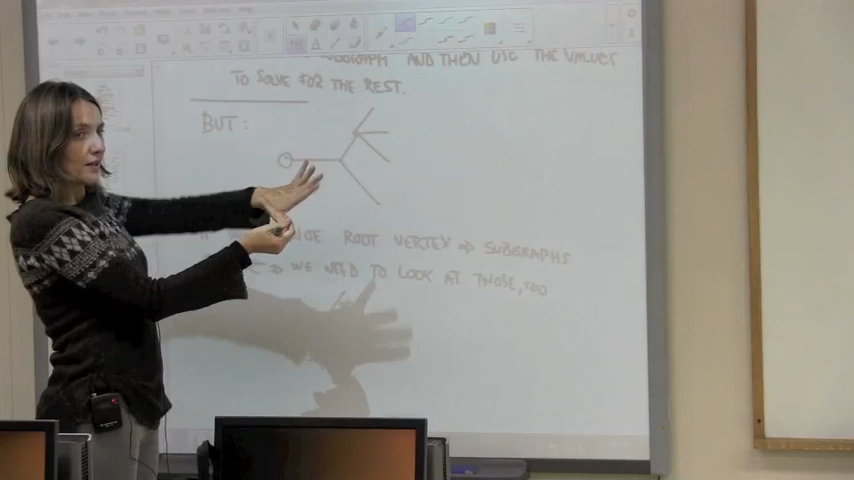 AND THEN USE THE VALUES
TO SOLVE FOR THE REST.
BUT:
ROOT VERTEX ⇒ SUBGRAPHS
⇒ WE NEED TO LOOK AT THOSE, TOO